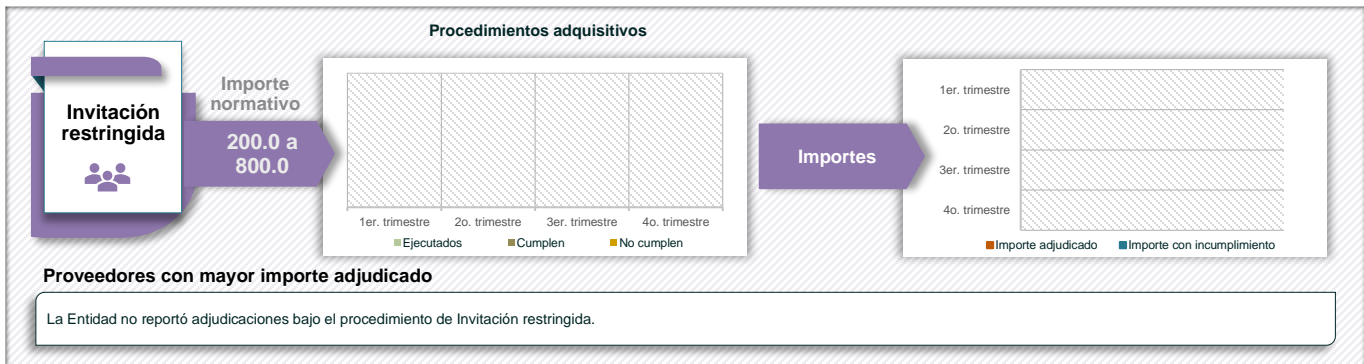 Procedimientos adquisitivos
Invitación
restringida
Importe
normativo
200.0 a
800.0
1er. trimestre
2o. trimestre
3er. trimestre
4o. trimestre
Ejecutados
Cumplen
No cumplen
Importes
1er. trimestre
2o. trimestre
3er. trimestre
4o. trimestre
Importe adjudicado
Importe con incumplimiento
Proveedores con mayor importe adjudicado
La Entidad no reportó adjudicaciones bajo el procedimiento de Invitación restringida.